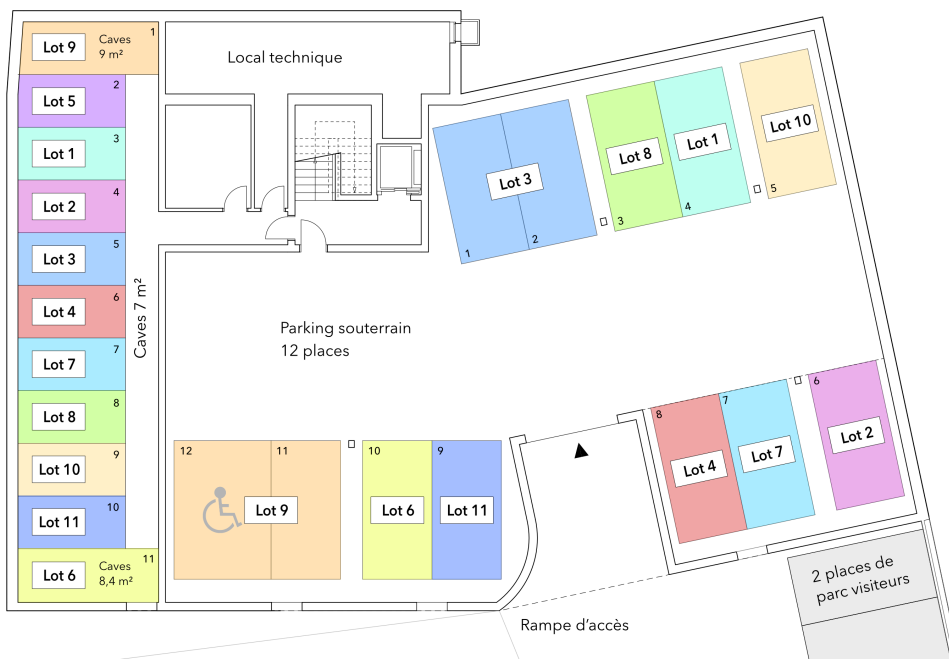 Lot 9
Caves
9 m²
1
Lot 5
2
Lot 1
3
Lot 2
4
Lot 3
5
Lot 4
6
Lot 7
7
Lot 8
8
Lot 10
9
Lot 11
10
Lot 6
Caves
8,4 m²
11
Caves 7 m²
Local technique
Lot 3
1
2
Lot 8
3
Lot 1
4
Lot 10
5
Parking souterrain
12 places
12
11
Lot 9
10
Lot 6
9
Lot 11
8
Lot 4
7
Lot 7
6
Lot 2
2 places de
parc visiteurs
Rampe d’accès